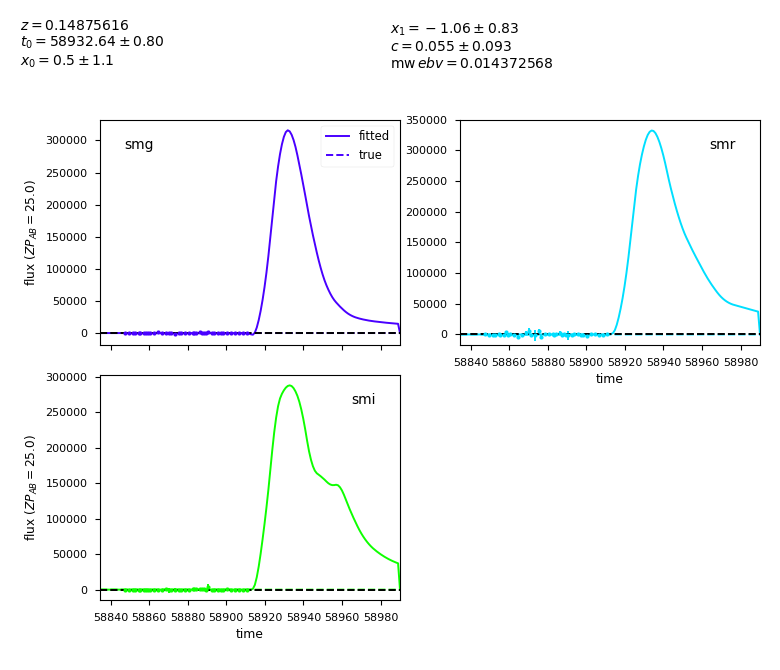 z = 0.14875616
t₀ = 58932.64 ± 0.80
x₀ = 0.5 ± 1.1
x₁ = −1.06 ± 0.83
c = 0.055 ± 0.093
mw ebv = 0.014372568
smg
fitted
true
300000
250000
200000
150000
100000
50000
0
flux (ZP_AB = 25.0)
smr
350000
300000
250000
200000
150000
100000
50000
0
58840 58860 58880 58900 58920 58940 58960 58980
time
smi
300000
250000
200000
150000
100000
50000
0
flux (ZP_AB = 25.0)
58840 58860 58880 58900 58920 58940 58960 58980
time